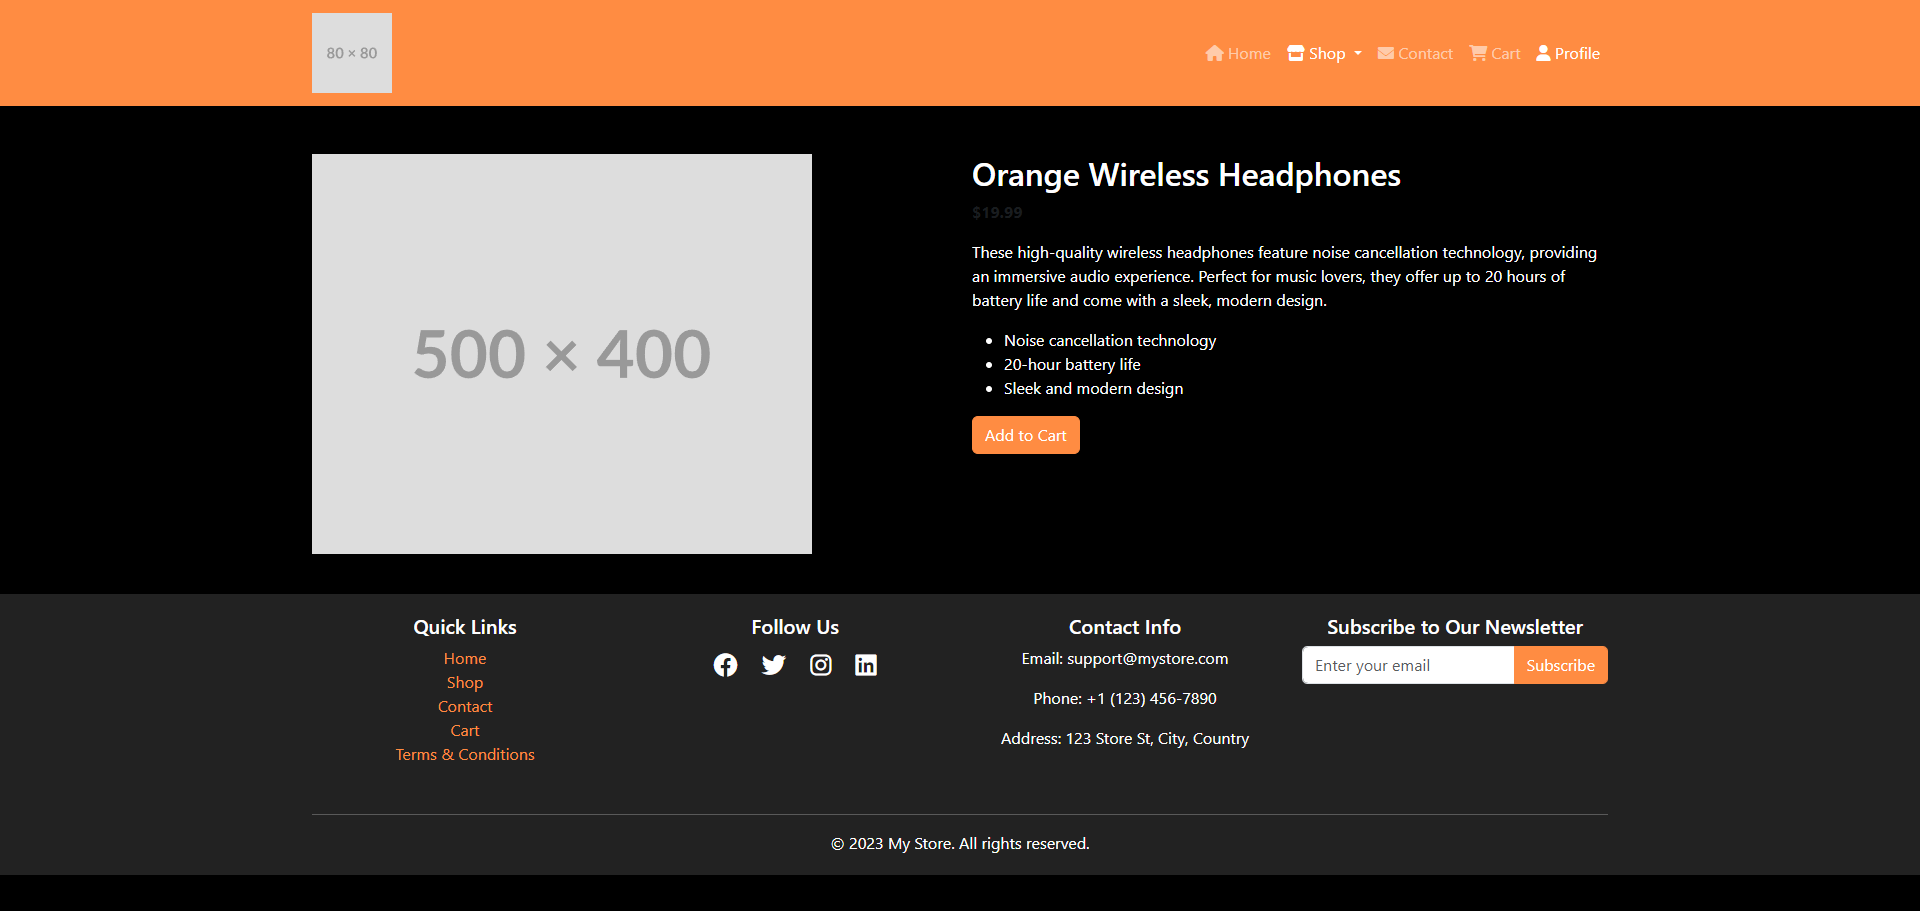 80 × 80
Home Shop Contact Cart Profile
500 × 400
Orange Wireless Headphones
$19.99
These high-quality wireless headphones feature noise cancellation technology, providing
an immersive audio experience. Perfect for music lovers, they offer up to 20 hours of
battery life and come with a sleek, modern design.
Noise cancellation technology
20-hour battery life
Sleek and modern design
Add to Cart
Quick Links
Home
Shop
Contact
Cart
Terms & Conditions
Follow Us
Contact Info
Email: support@mystore.com
Phone: +1 (123) 456-7890
Address: 123 Store St, City, Country
Subscribe to Our Newsletter
Enter your email Subscribe
© 2023 My Store. All rights reserved.